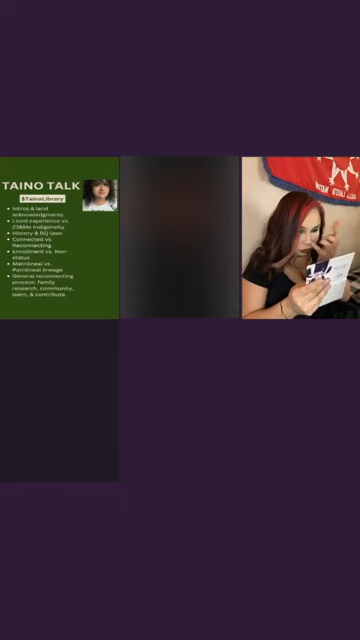 TAINO TALK
$TainoLibrary
• Intros & land
acknowledgments
• Lived experience vs.
23&Me Indigeneity
• History & BQ laws
• Connected vs
Reconnecting
• Enrollment vs. Non
status
• Matrilineal vs.
Patrilineal lineage
• General reconnecting
process: family
research, community,
learn, & contribute.